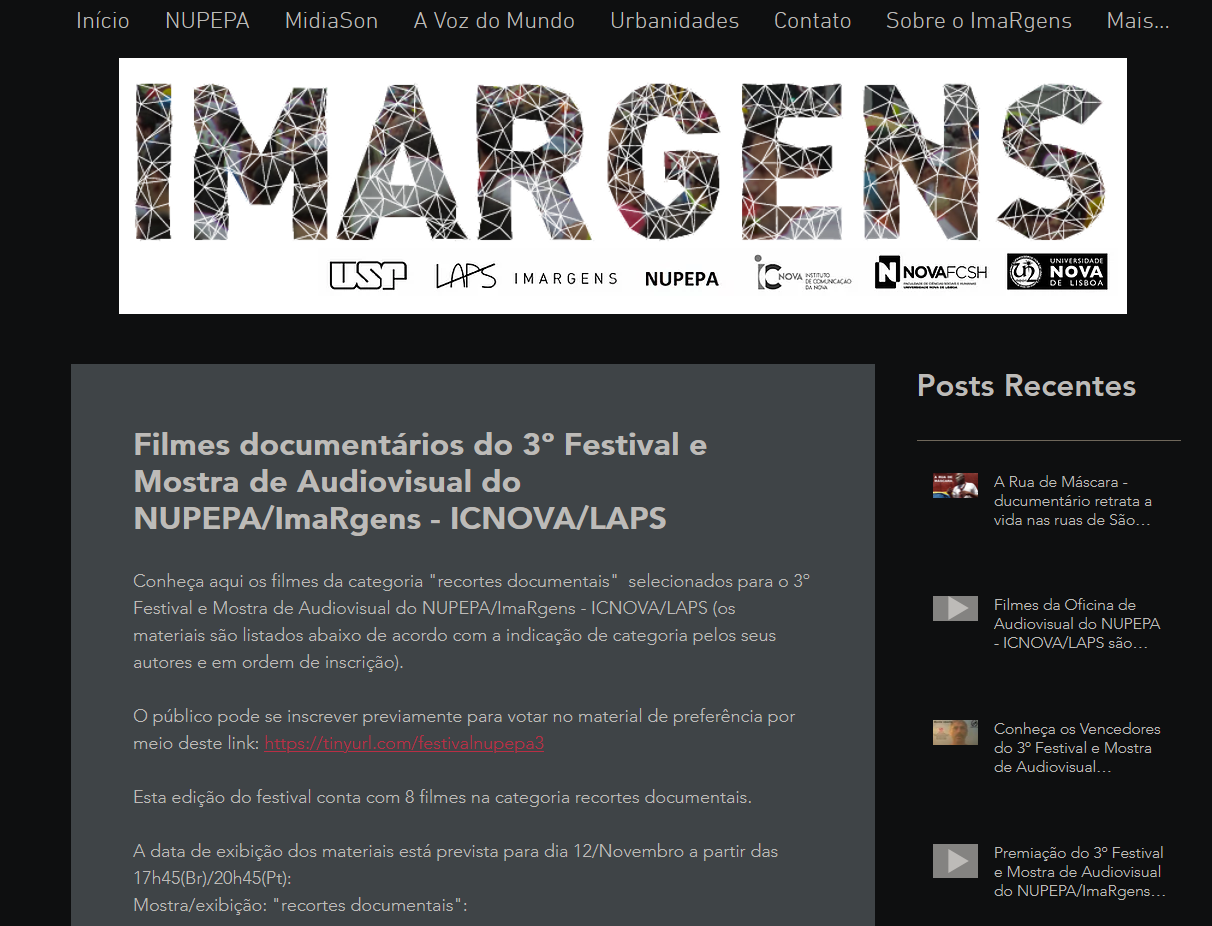 Início NUPEPA MidiaSon A Voz do Mundo Urbanidades Contato Sobre o ImaRgens Mais...
IMARGENS
USP LAPS IMARGENS NUPEPA IC NOVA INSTITUTO DE COMUNICAÇÃO DA NOVA N NOVAFCSH FACULDADE DE CIÊNCIAS SOCIAIS E HUMANAS UNIVERSIDADE NOVA DE LISBOA UNIVERSIDADE NOVA DE LISBOA
Filmes documentários do 3º Festival e
Mostra de Audiovisual do
NUPEPA/ImaRgens - ICNOVA/LAPS
Conheça aqui os filmes da categoria "recortes documentais"  selecionados para o 3º
Festival e Mostra de Audiovisual do NUPEPA/ImaRgens - ICNOVA/LAPS (os
materiais são listados abaixo de acordo com a indicação de categoria pelos seus
autores e em ordem de inscrição).
O público pode se inscrever previamente para votar no material de preferência por
meio deste link: https://tinyurl.com/festivalnupepa3
Esta edição do festival conta com 8 filmes na categoria recortes documentais.
A data de exibição dos materiais está prevista para dia 12/Novembro a partir das
17h45(Br)/20h45(Pt):
Mostra/exibição: "recortes documentais":
Posts Recentes
A Rua de Máscara -
ducumentário retrata a
vida nas ruas de São...
Filmes da Oficina de
Audiovisual do NUPEPA
- ICNOVA/LAPS são...
Conheça os Vencedores
do 3º Festival e Mostra
de Audiovisual...
Premiação do 3º Festival
e Mostra de Audiovisual
do NUPEPA/ImaRgens...